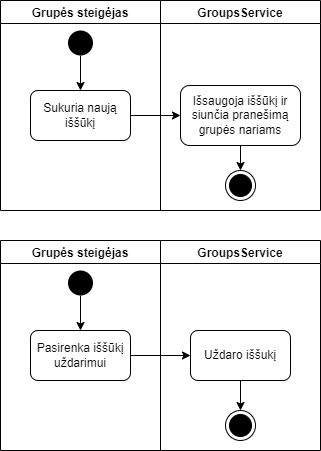 Grupės steigėjas
GroupsService
Sukuria naują
iššūkį
Išsaugoja iššūkį ir
siunčia pranešimą
grupės nariams
Grupės steigėjas
GroupsService
Pasirenka iššūkį
uždarimui
Uždaro iššukį